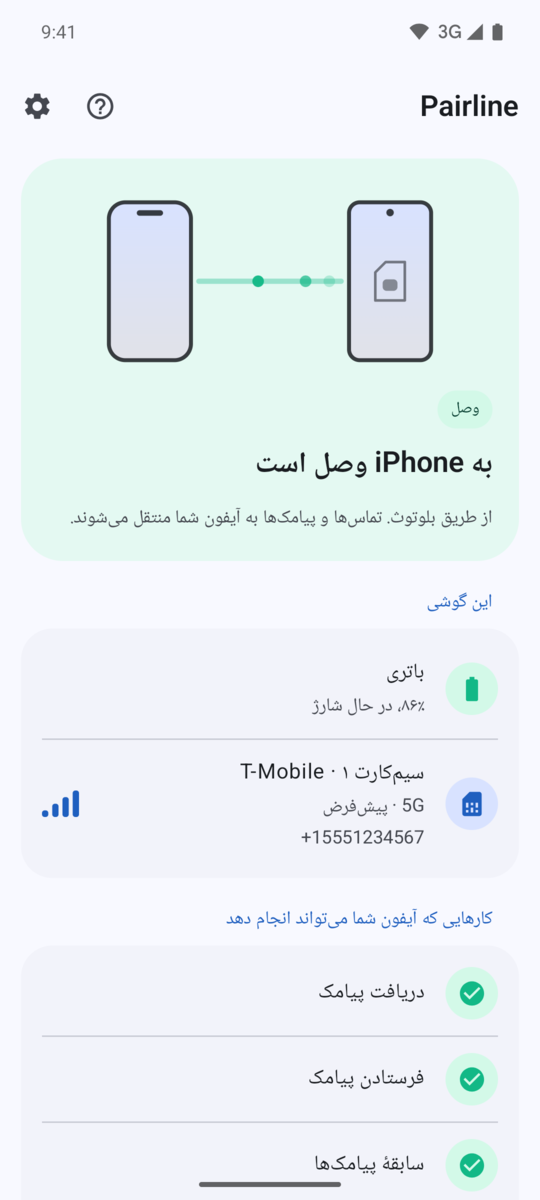 9:41
3G
Pairline
وصل
به iPhone وصل است
از طریق بلوتوث. تماس‌ها و پیامک‌ها به آیفون شما منتقل می‌شوند.
این گوشی
باتری
۸۶٪، در حال شارژ
سیم‌کارت ۱ · T-Mobile
5G · پیش‌فرض
+15551234567
کارهایی که آیفون شما می‌تواند انجام دهد
دریافت پیامک
فرستادن پیامک
سابقهٔ پیامک‌ها